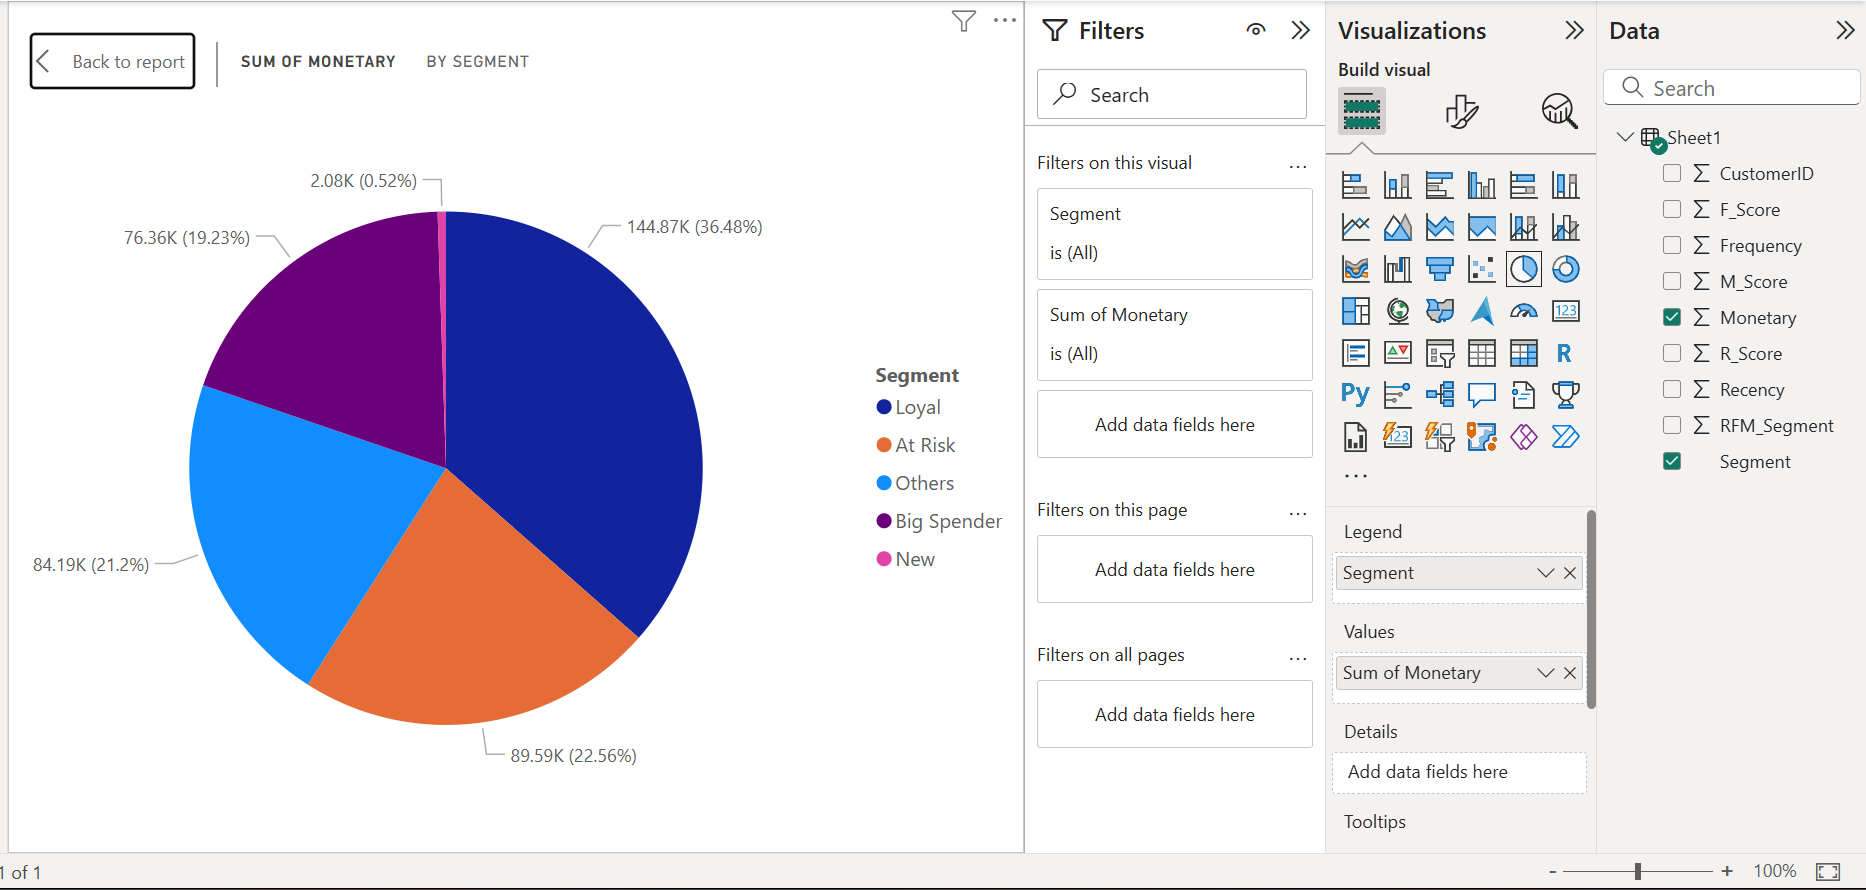 Back to report
SUM OF MONETARY
BY SEGMENT
2.08K (0.52%)
144.87K (36.48%)
76.36K (19.23%)
84.19K (21.2%)
89.59K (22.56%)
Segment
Loyal
At Risk
Others
Big Spender
New
Filters
Search
Filters on this visual
Segment
is (All)
Sum of Monetary
is (All)
Add data fields here
Filters on this page
Add data fields here
Filters on all pages
Add data fields here
Visualizations
Build visual
123
R
Py
123
Legend
Segment
Values
Sum of Monetary
Details
Add data fields here
Tooltips
Data
Search
Sheet1
CustomerID
F_Score
Frequency
M_Score
Monetary
R_Score
Recency
RFM_Segment
Segment
1 of 1
- + 100%